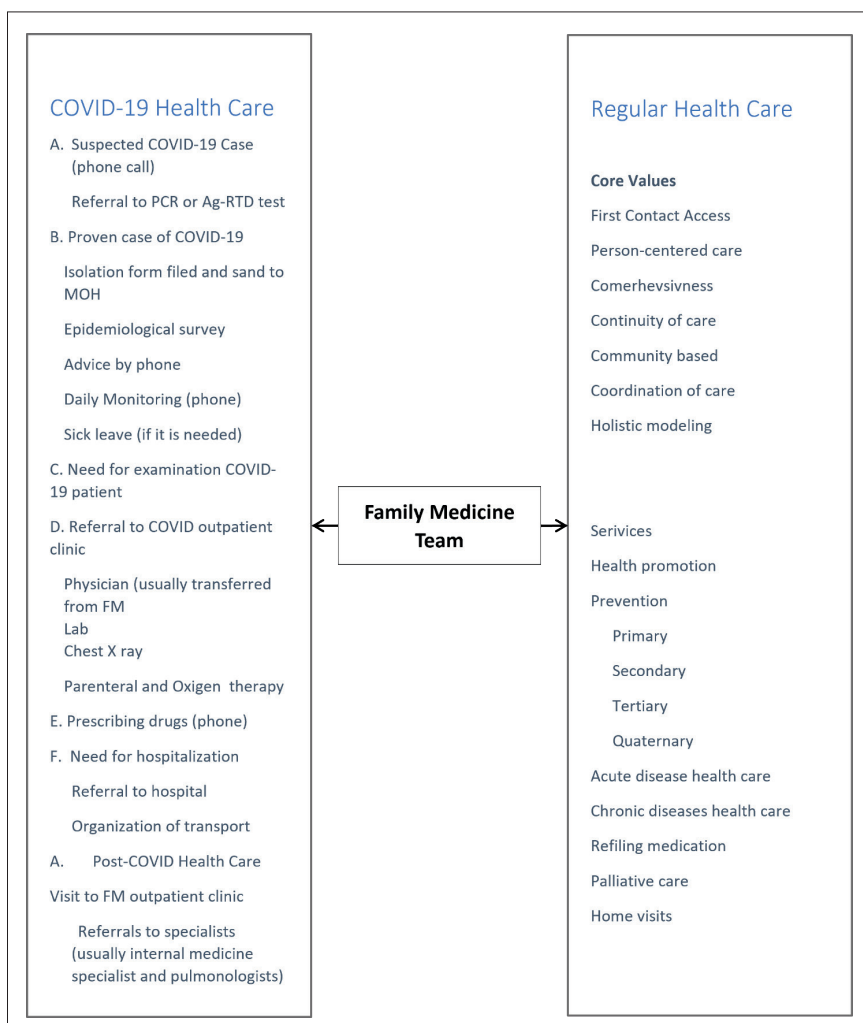 COVID-19 Health Care
A. Suspected COVID-19 Case
(phone call)
Referral to PCR or Ag-RTD test
B. Proven case of COVID-19
Isolation form filed and sand to
MOH
Epidemiological survey
Advice by phone
Daily Monitoring (phone)
Sick leave (if it is needed)
C. Need for examination COVID-
19 patient
D. Referral to COVID outpatient
clinic
Physician (usually transferred
from FM
Lab
Chest X ray
Parenteral and Oxigen therapy
E. Prescribing drugs (phone)
F. Need for hospitalization
Referral to hospital
Organization of transport
A. Post-COVID Health Care
Visit to FM outpatient clinic
Referrals to specialists
(usually internal medicine
specialist and pulmonologists)
Family Medicine
Team
Regular Health Care
Core Values
First Contact Access
Person-centered care
Comerhevsivness
Continuity of care
Community based
Coordination of care
Holistic modeling
Serivices
Health promotion
Prevention
Primary
Secondary
Tertiary
Quaternary
Acute disease health care
Chronic diseases health care
Refiling medication
Palliative care
Home visits